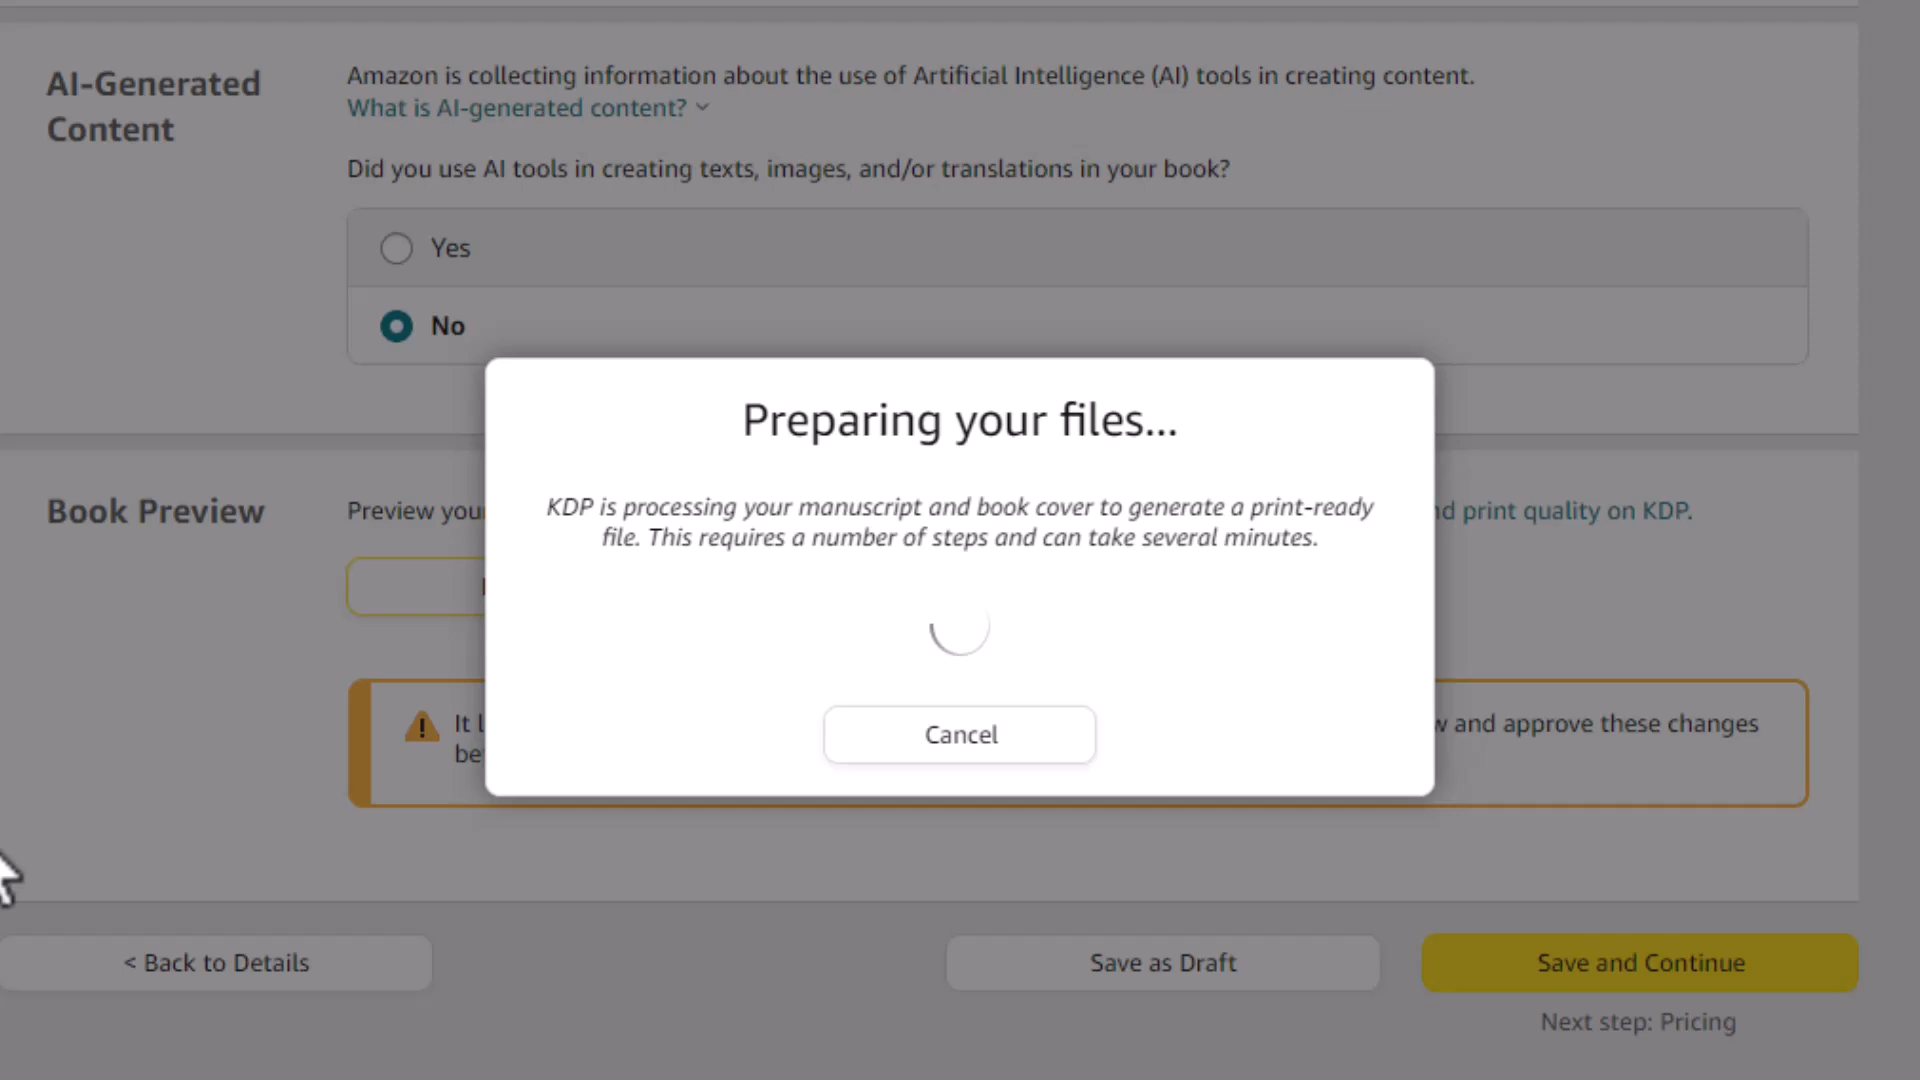 AI-Generated
Content
Amazon is collecting information about the use of Artificial Intelligence (AI) tools in creating content.
What is AI-generated content?
Did you use AI tools in creating texts, images, and/or translations in your book?
Yes
No
Preparing your files...
KDP is processing your manuscript and book cover to generate a print-ready
file. This requires a number of steps and can take several minutes.
Cancel
Book Preview
Preview your
print quality on KDP.
It
and approve these changes
< Back to Details
Save as Draft
Save and Continue
Next step: Pricing